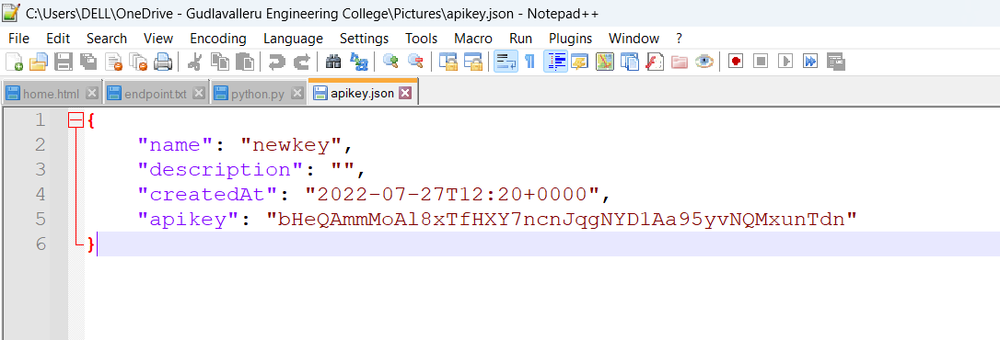 C:\Users\DELL\OneDrive - Gudlavalleru Engineering College\Pictures\apikey.json - Notepad++
File Edit Search View Encoding Language Settings Tools Macro Run Plugins Window ?
home.html endpoint.txt python.py apikey.json
1 {
2 "name": "newkey",
3 "description": "",
4 "createdAt": "2022-07-27T12:20+0000",
5 "apikey": "bHeQAmmMoAl8xTfHXY7ncnJqgNYD1Aa95yvNQMxunTdn"
6 }